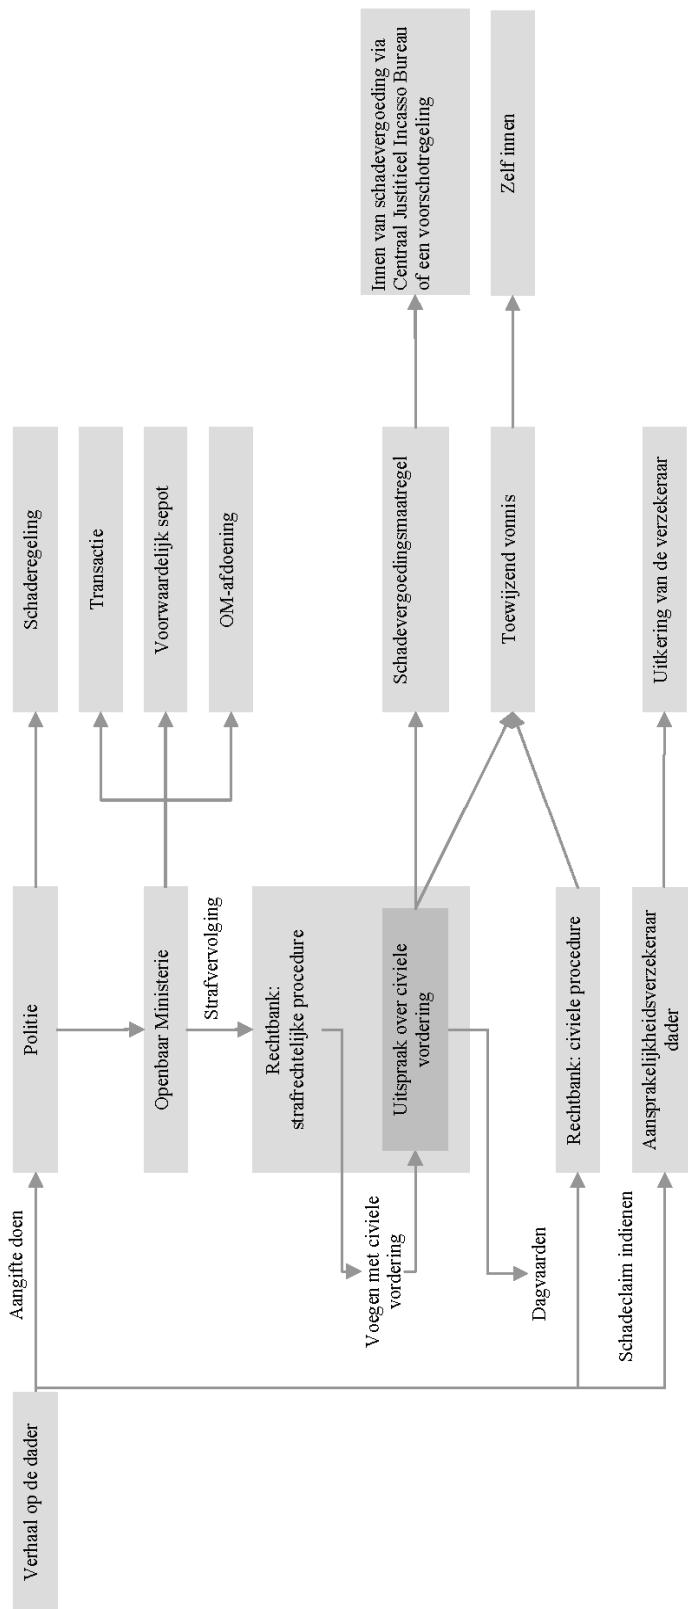 Verhaal op de dader
Aangifte doen
Politie
Schaderegeling
Openbaar Ministerie
Transactie
Voorwaardelijk sepot
OM-afdoening
Strafvervolging
Rechtbank:
strafrechtelijke procedure
Voegen met civiele
vordering
Uitspraak over civiele
vordering
Schadevergoedingsmaatregel
Innen van schadevergoeding via
Centraal Justitieel Incasso Bureau
of een voorschotregeling
Dagvaarden
Toewijzend vonnis
Zelf innen
Rechtbank: civiele procedure
Schadeclaim indienen
Aansprakelijkheidsverzekeraar
dader
Uitkering van de verzekeraar